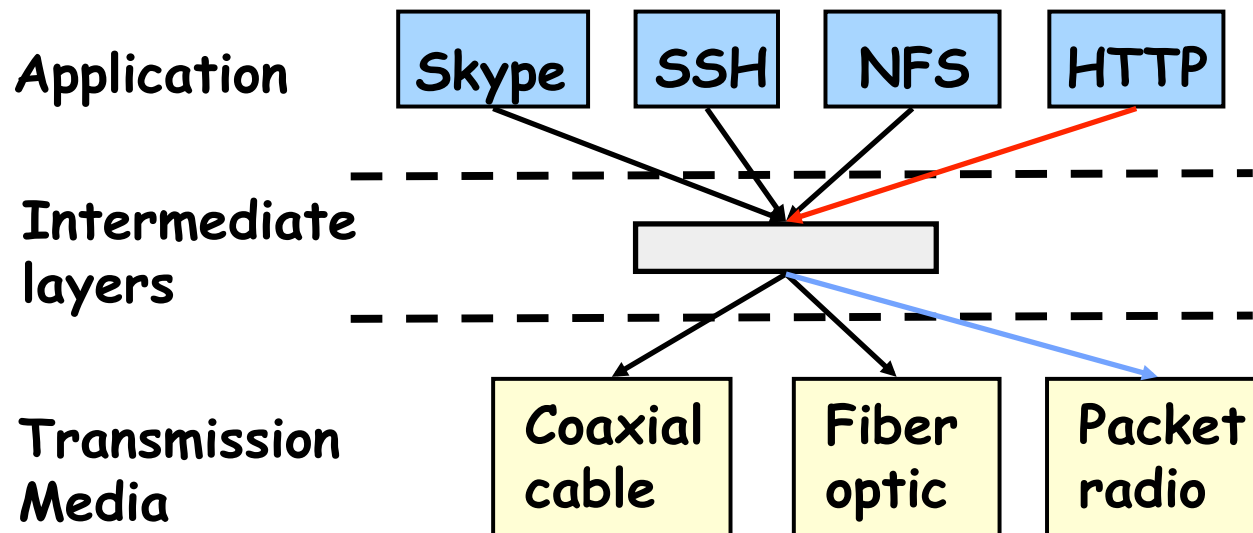 Application
Skype
SSH
NFS
HTTP
Intermediate
layers
Transmission
Media
Coaxial
cable
Fiber
optic
Packet
radio